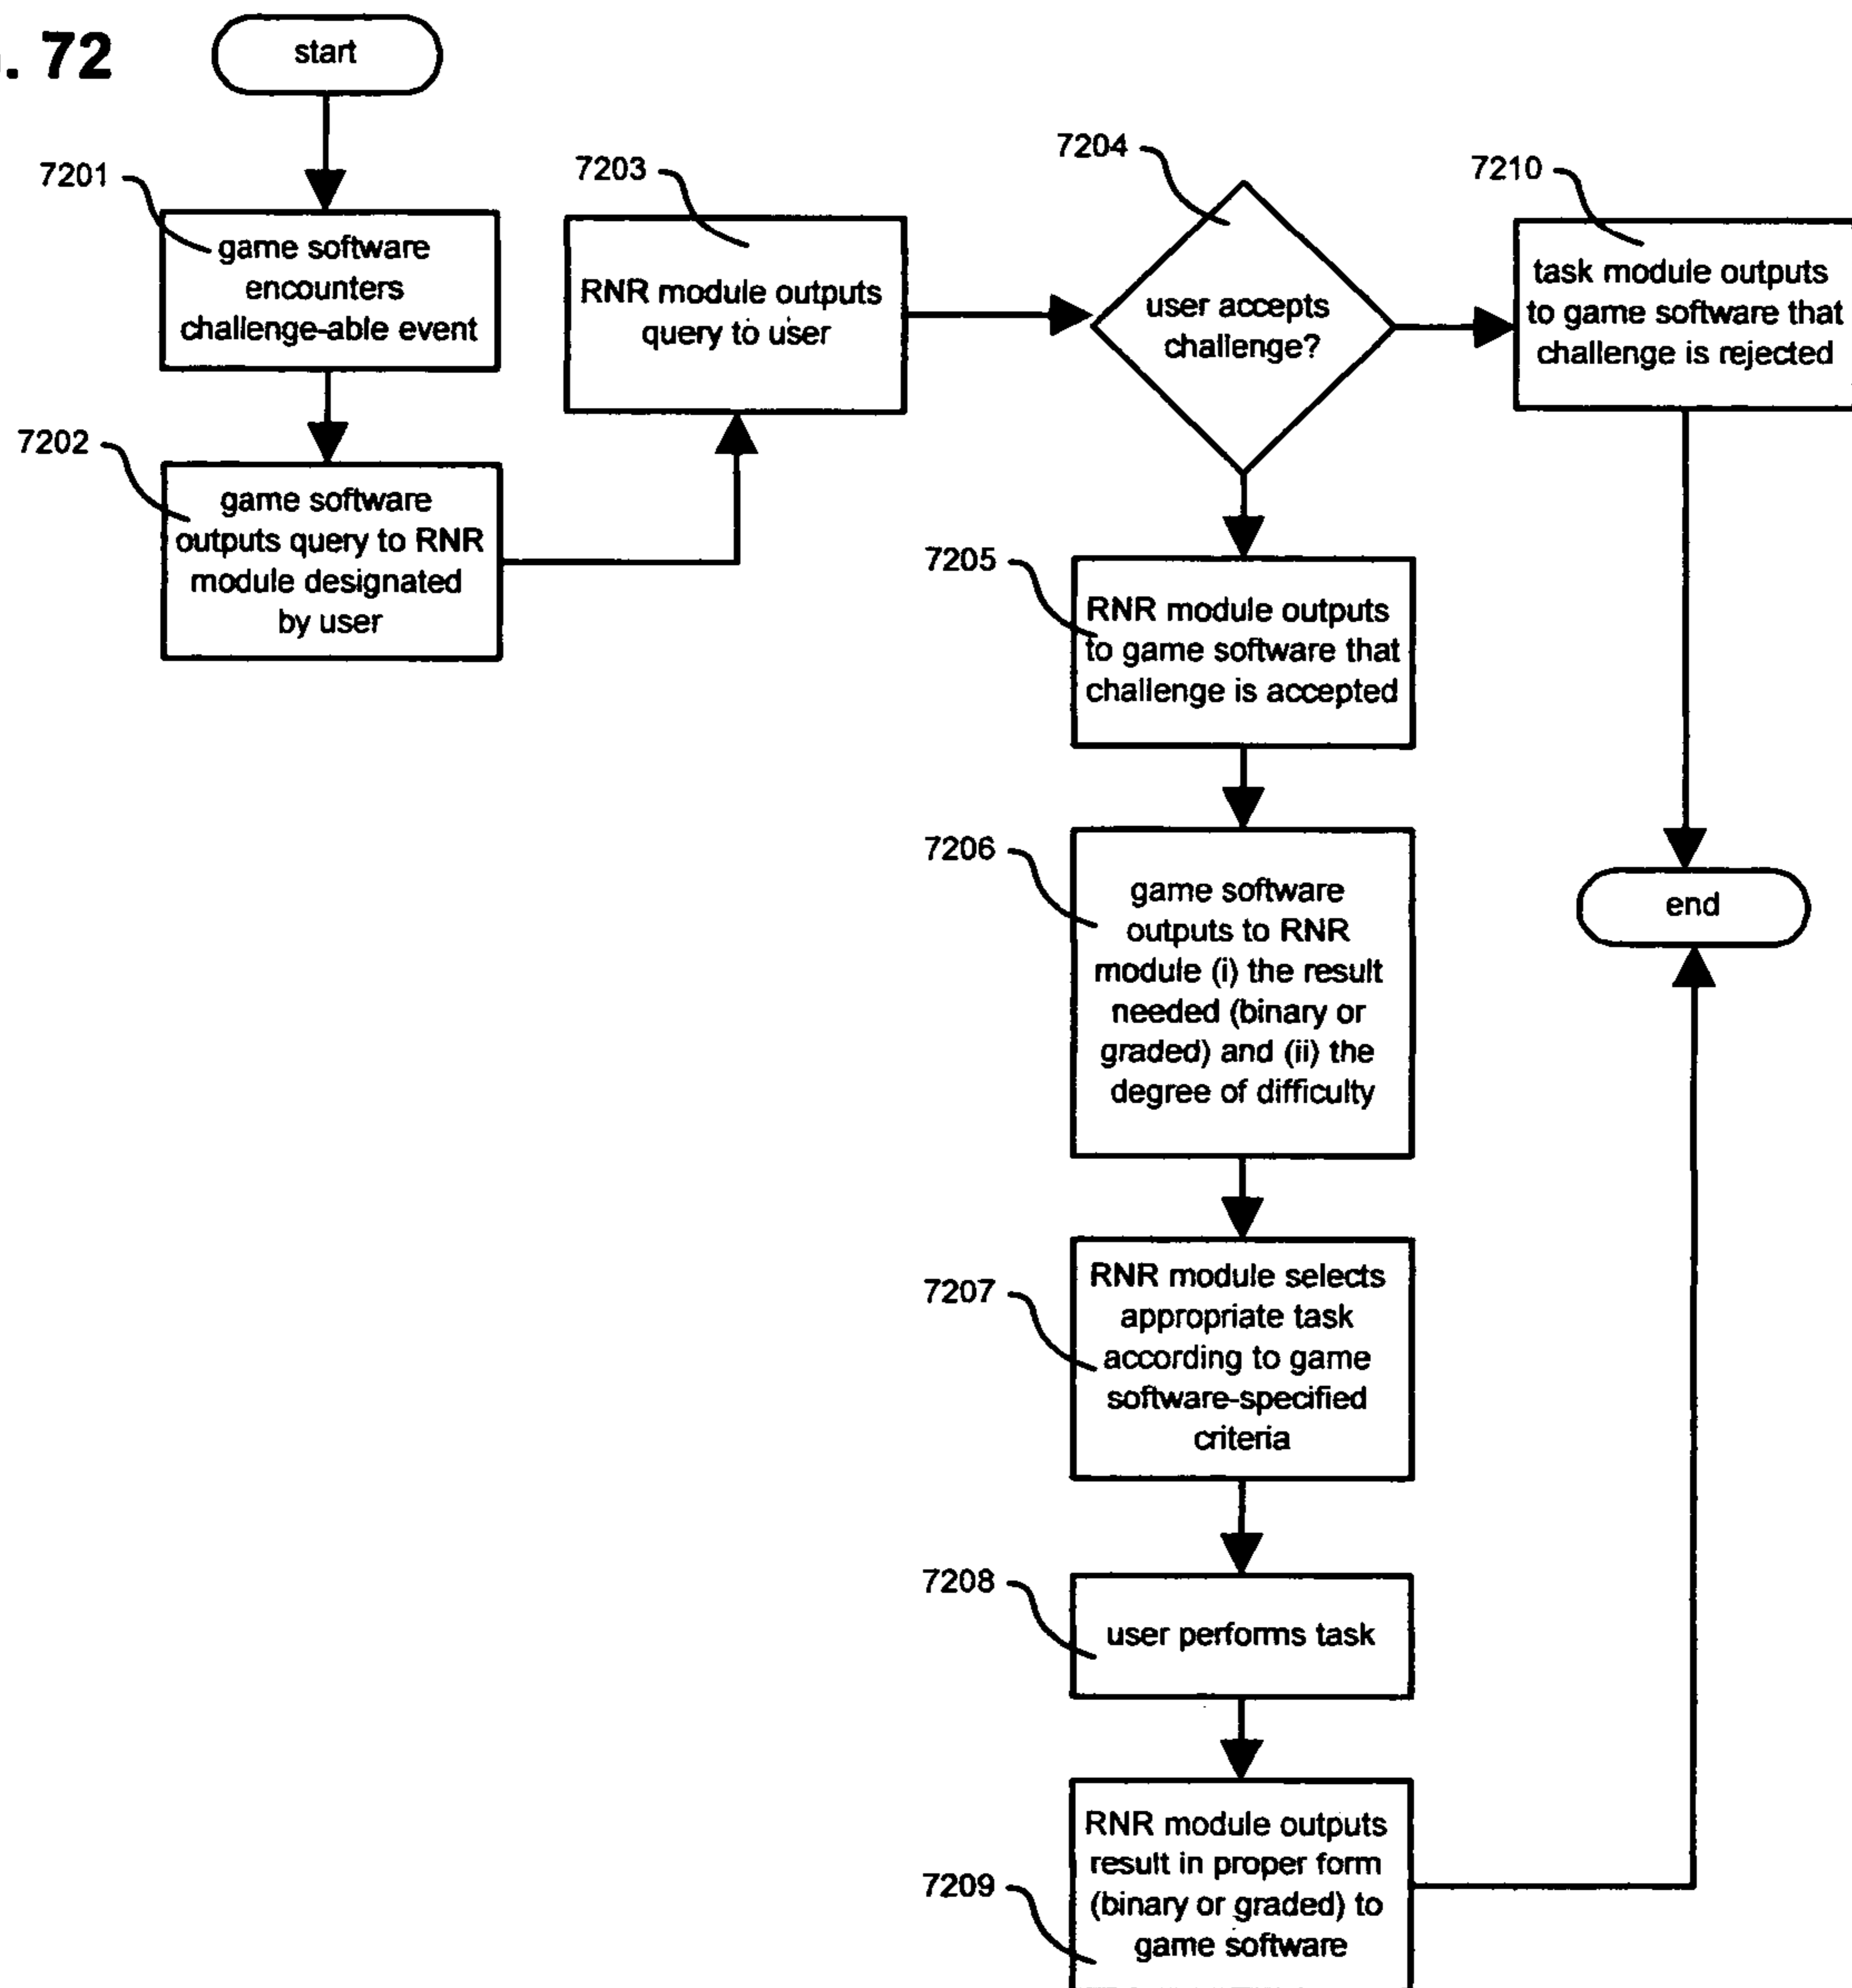 . 72
start
7201
game software
encounters
challenge-able event
7202
game software
outputs query to RNR
module designated
by user
7203
RNR module outputs
query to user
7204
user accepts
challenge?
7210
task module outputs
to game software that
challenge is rejected
7205
RNR module outputs
to game software that
challenge is accepted
7206
game software
outputs to RNR
module (i) the result
needed (binary or
graded) and (ii) the
degree of difficulty
7207
RNR module selects
appropriate task
according to game
software-specified
criteria
7208
user performs task
7209
RNR module outputs
result in proper form
(binary or graded) to
game software
end